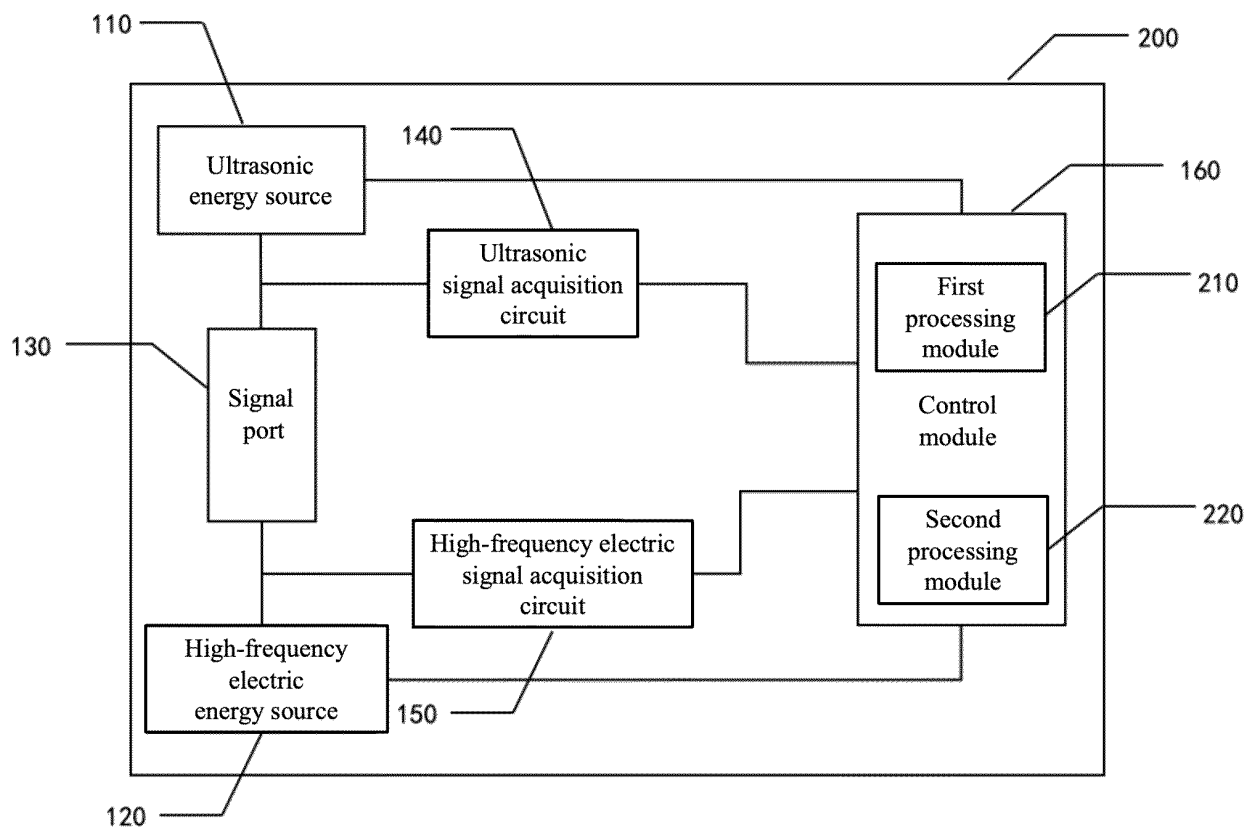 110
200
140
Ultrasonic
energy source
160
Ultrasonic
signal acquisition
circuit
First
processing
module
210
130
Signal
port
Control
module
High-frequency electric
signal acquisition
circuit
Second
processing
module
220
High-frequency
electric
energy source
150
120